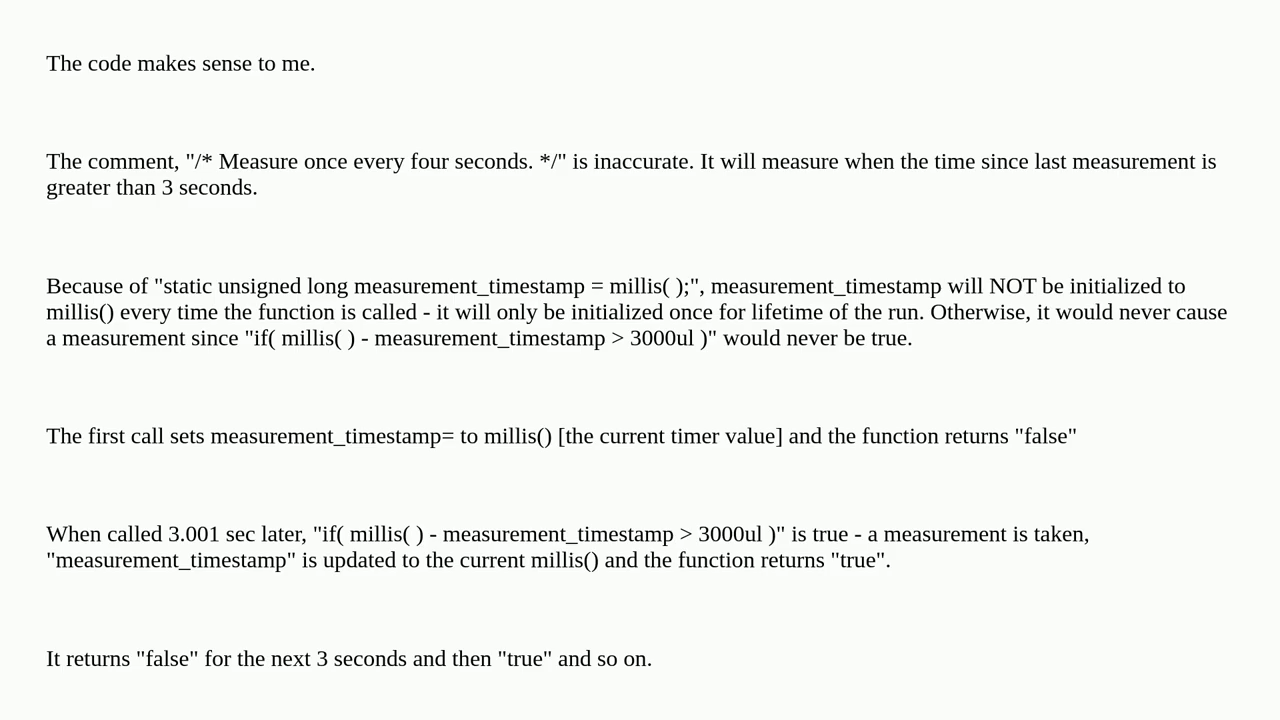 The code makes sense to me.
The comment, "/* Measure once every four seconds. */" is inaccurate. It will measure when the time since last measurement is
greater than 3 seconds.
Because of "static unsigned long measurement_timestamp = millis( );", measurement_timestamp will NOT be initialized to
millis() every time the function is called - it will only be initialized once for lifetime of the run. Otherwise, it would never cause
a measurement since "if( millis( ) - measurement_timestamp > 3000ul )" would never be true.
The first call sets measurement_timestamp= to millis() [the current timer value] and the function returns "false"
When called 3.001 sec later, "if( millis( ) - measurement_timestamp > 3000ul )" is true - a measurement is taken,
"measurement_timestamp" is updated to the current millis() and the function returns "true".
It returns "false" for the next 3 seconds and then "true" and so on.